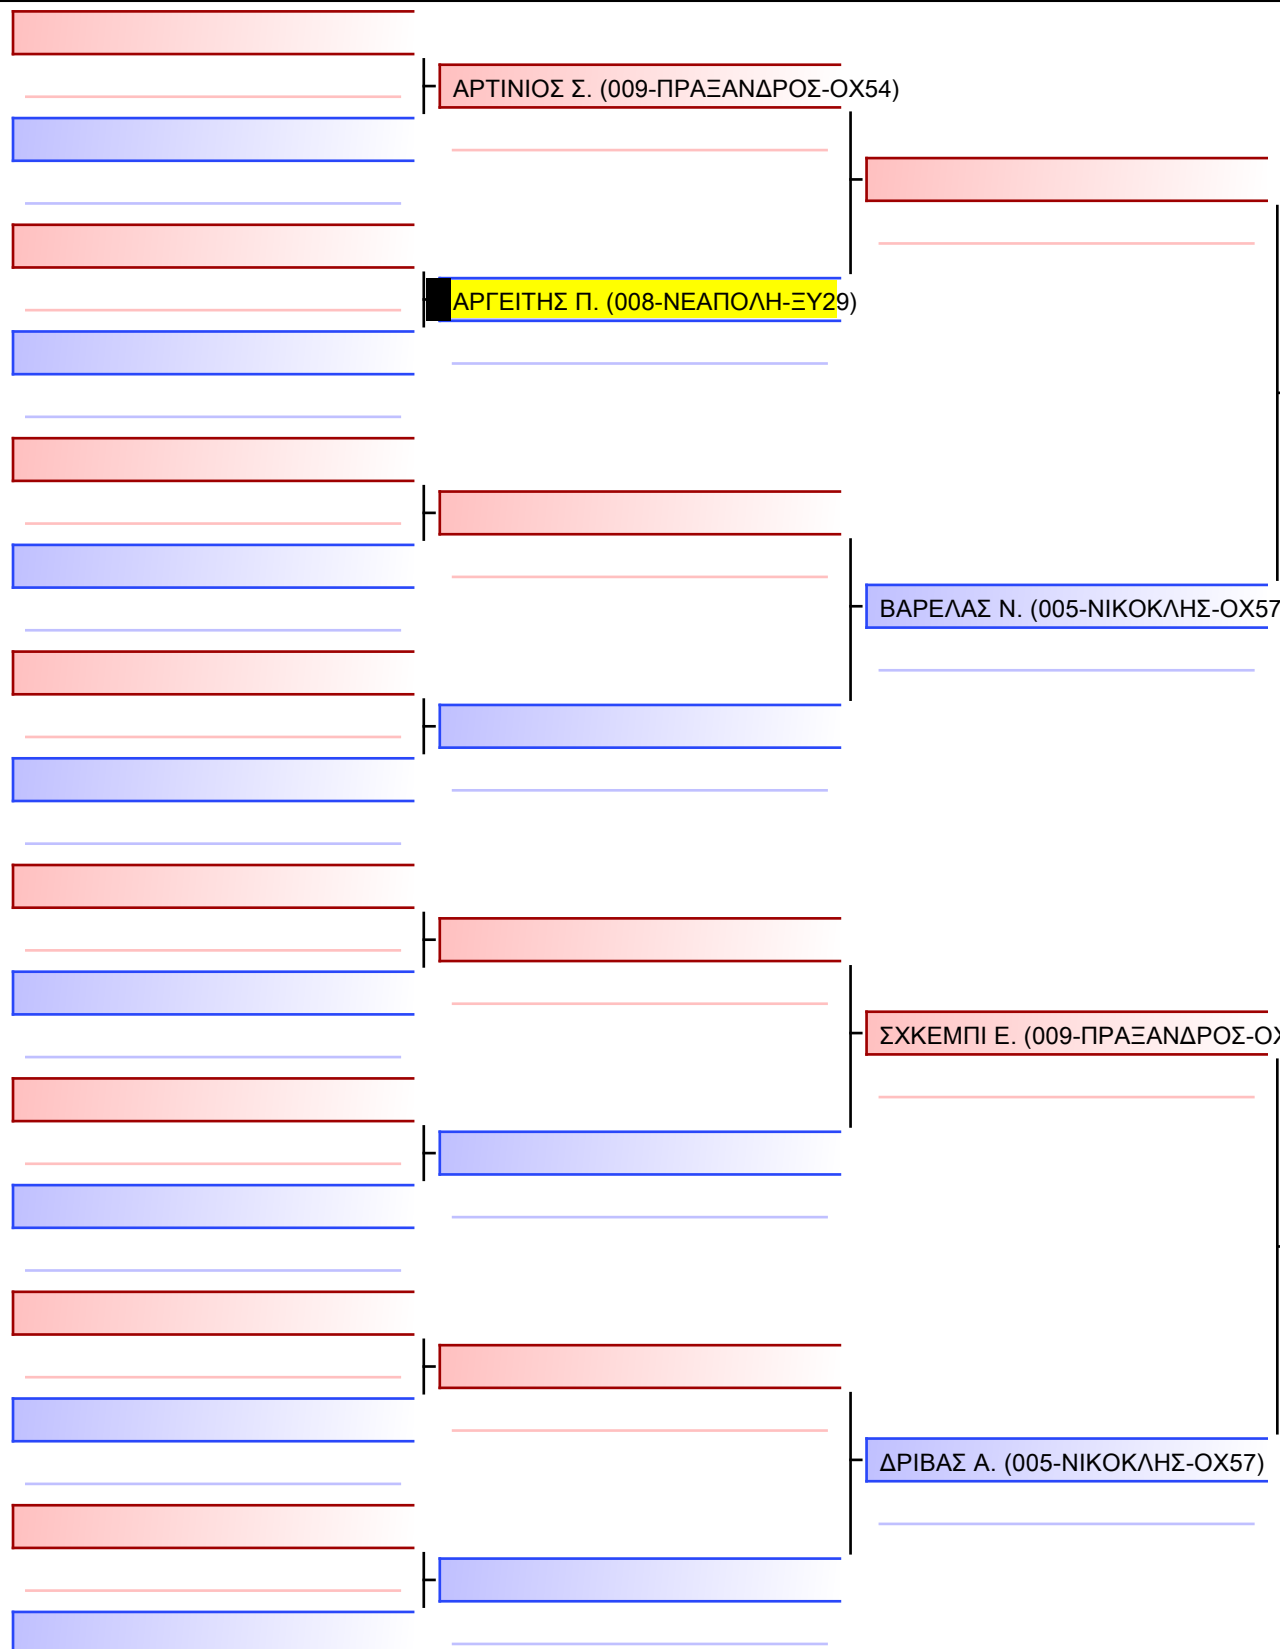 ΑΡΤΙΝΙΟΣ Σ. (009-ΠΡΑΞΑΝΔΡΟΣ-ΟΧ54)
ΑΡΓΕΙΤΗΣ Π. (008-ΝΕΑΠΟΛΗ-ΞΥ29)
ΒΑΡΕΛΑΣ Ν. (005-ΝΙΚΟΚΛΗΣ-ΟΧ57
ΣΧΚΕΜΠΙ Ε. (009-ΠΡΑΞΑΝΔΡΟΣ-ΟΧ
ΔΡΙΒΑΣ Α. (005-ΝΙΚΟΚΛΗΣ-ΟΧ57)